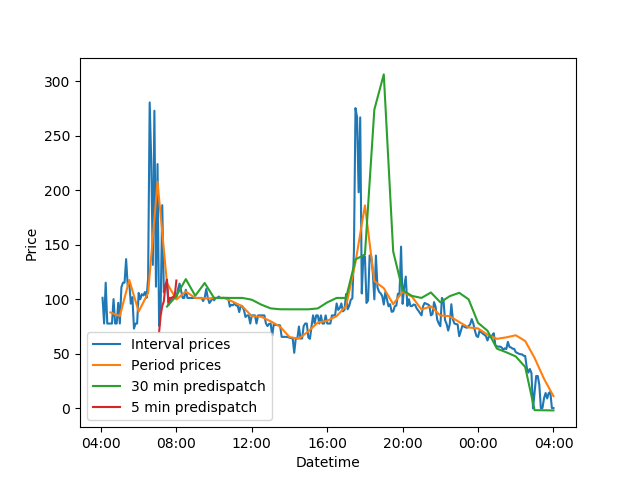 300
250
200
150
100
50
0
Price
Interval prices
Period prices
30 min predispatch
5 min predispatch
04:00 08:00 12:00 16:00 20:00 00:00 04:00
Datetime